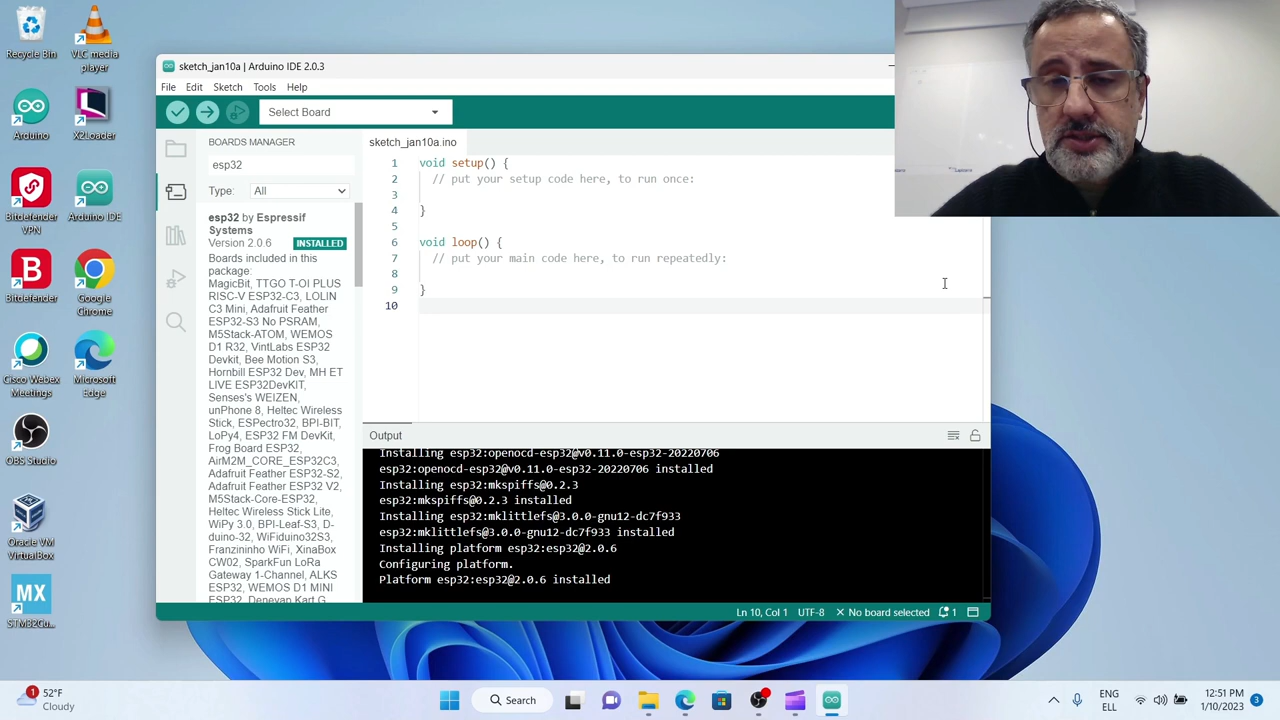 Recycle Bin
VLC media
player
Arduino
X2Loader
Bitdefender
VPN
Arduino IDE
Bitdefender
Google
Chrome
Cisco Webex
Meetings
Microsoft
Edge
OBS Studio
Oracle VM
VirtualBox
MX
STM32Cu...
sketch_jan10a | Arduino IDE 2.0.3
File Edit Sketch Tools Help
Select Board
BOARDS MANAGER
esp32
Type: All
esp32 by Espressif
Systems
Version 2.0.6 INSTALLED
Boards included in this
package:
MagicBit, TTGO T-OI PLUS
RISC-V ESP32-C3, LOLIN
C3 Mini, Adafruit Feather
ESP32-S3 No PSRAM,
M5Stack-ATOM, WEMOS
D1 R32, VintLabs ESP32
Devkit, Bee Motion S3,
Hornbill ESP32 Dev, MH ET
LIVE ESP32DevKIT,
Senses's WEIZEN,
unPhone 8, Heltec Wireless
Stick, ESPectro32, BPI-BIT,
LoPy4, ESP32 FM DevKit,
Frog Board ESP32,
AirM2M_CORE_ESP32C3,
Adafruit Feather ESP32-S2,
Adafruit Feather ESP32 V2,
M5Stack-Core-ESP32,
Heltec Wireless Stick Lite,
WiPy 3.0, BPI-Leaf-S3, D-
duino-32, WiFiduino32S3,
Franzininho WiFi, XinaBox
CW02, SparkFun LoRa
Gateway 1-Channel, ALKS
ESP32, WEMOS D1 MINI
ESP32, Denevan Kart G
sketch_jan10a.ino
1 void setup() {
2 // put your setup code here, to run once:
3
4 }
5
6 void loop() {
7 // put your main code here, to run repeatedly:
8
9 }
10
Output
Installing esp32:openocd-esp32@v0.11.0-esp32-20220706
esp32:openocd-esp32@v0.11.0-esp32-20220706 installed
Installing esp32:mkspiffs@0.2.3
esp32:mkspiffs@0.2.3 installed
Installing esp32:mklittlefs@3.0.0-gnu12-dc7f933
esp32:mklittlefs@3.0.0-gnu12-dc7f933 installed
Installing platform esp32:esp32@2.0.6
Configuring platform.
Platform esp32:esp32@2.0.6 installed
Ln 10, Col 1 UTF-8 No board selected 1
1
52°F
Cloudy
Search
ENG
ELL
12:51 PM
1/10/2023
3